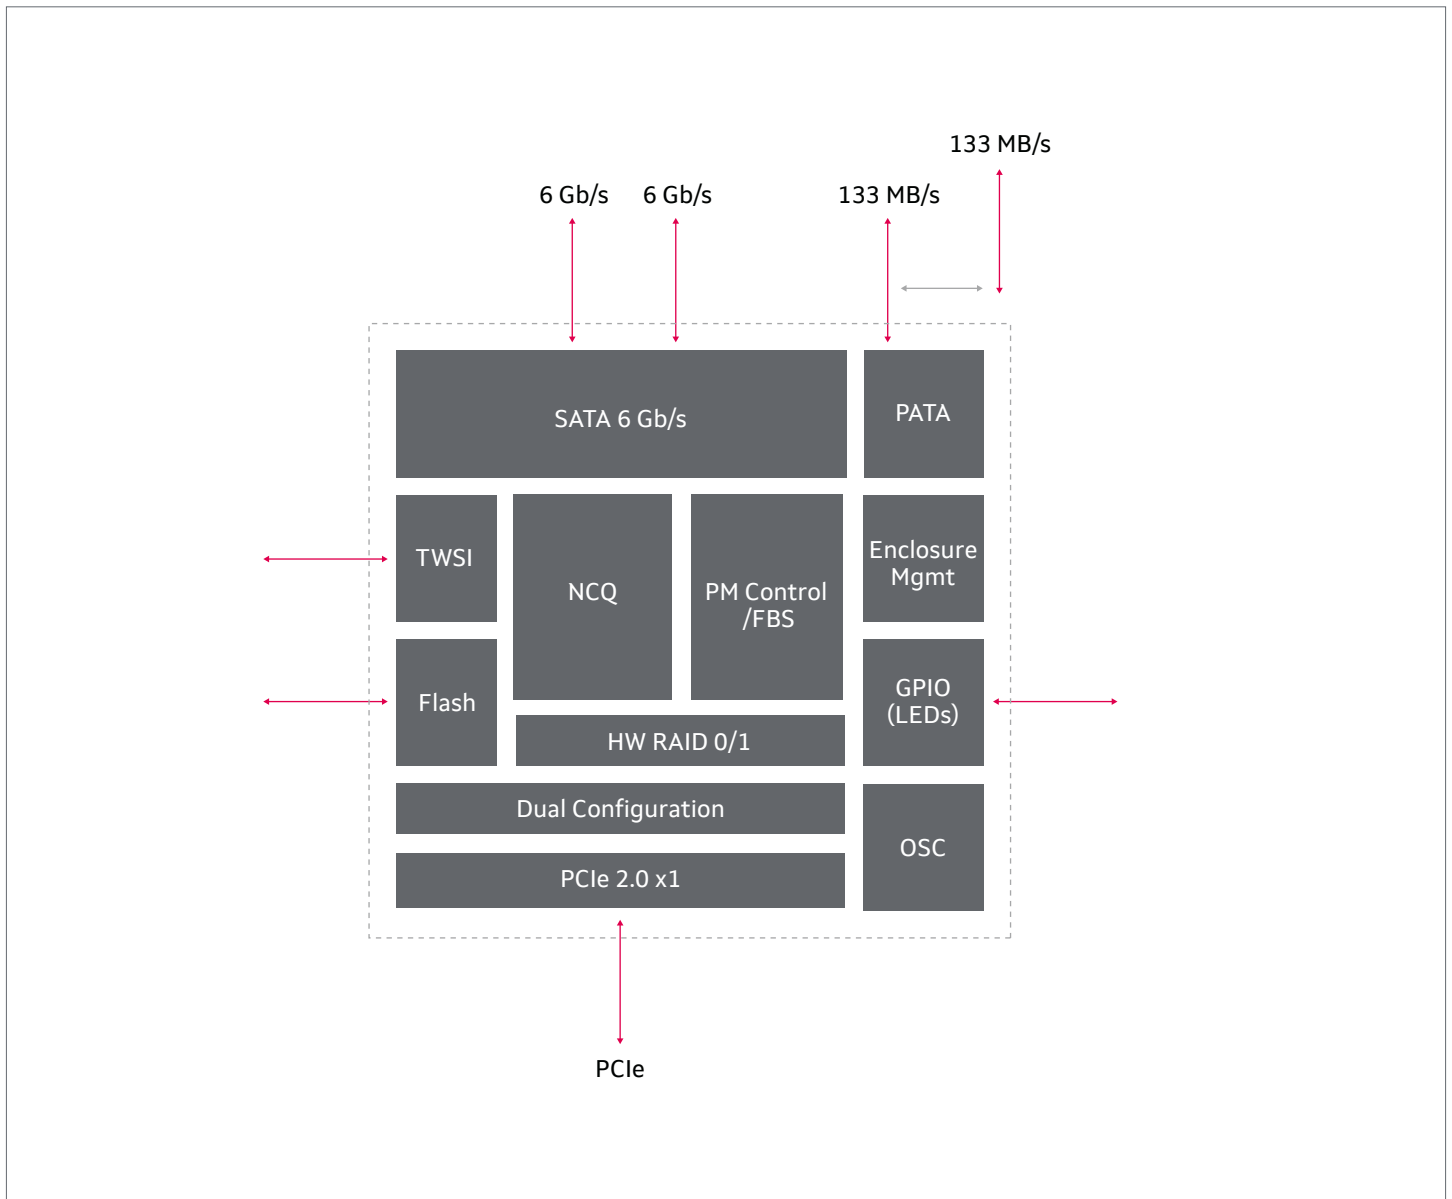 133 MB/s
6 Gb/s
6 Gb/s
133 MB/s
SATA 6 Gb/s
PATA
TWSI
NCQ
PM Control
/FBS
Enclosure
Mgmt
Flash
GPIO
(LEDs)
HW RAID 0/1
Dual Configuration
OSC
PCIe 2.0 x1
PCIe